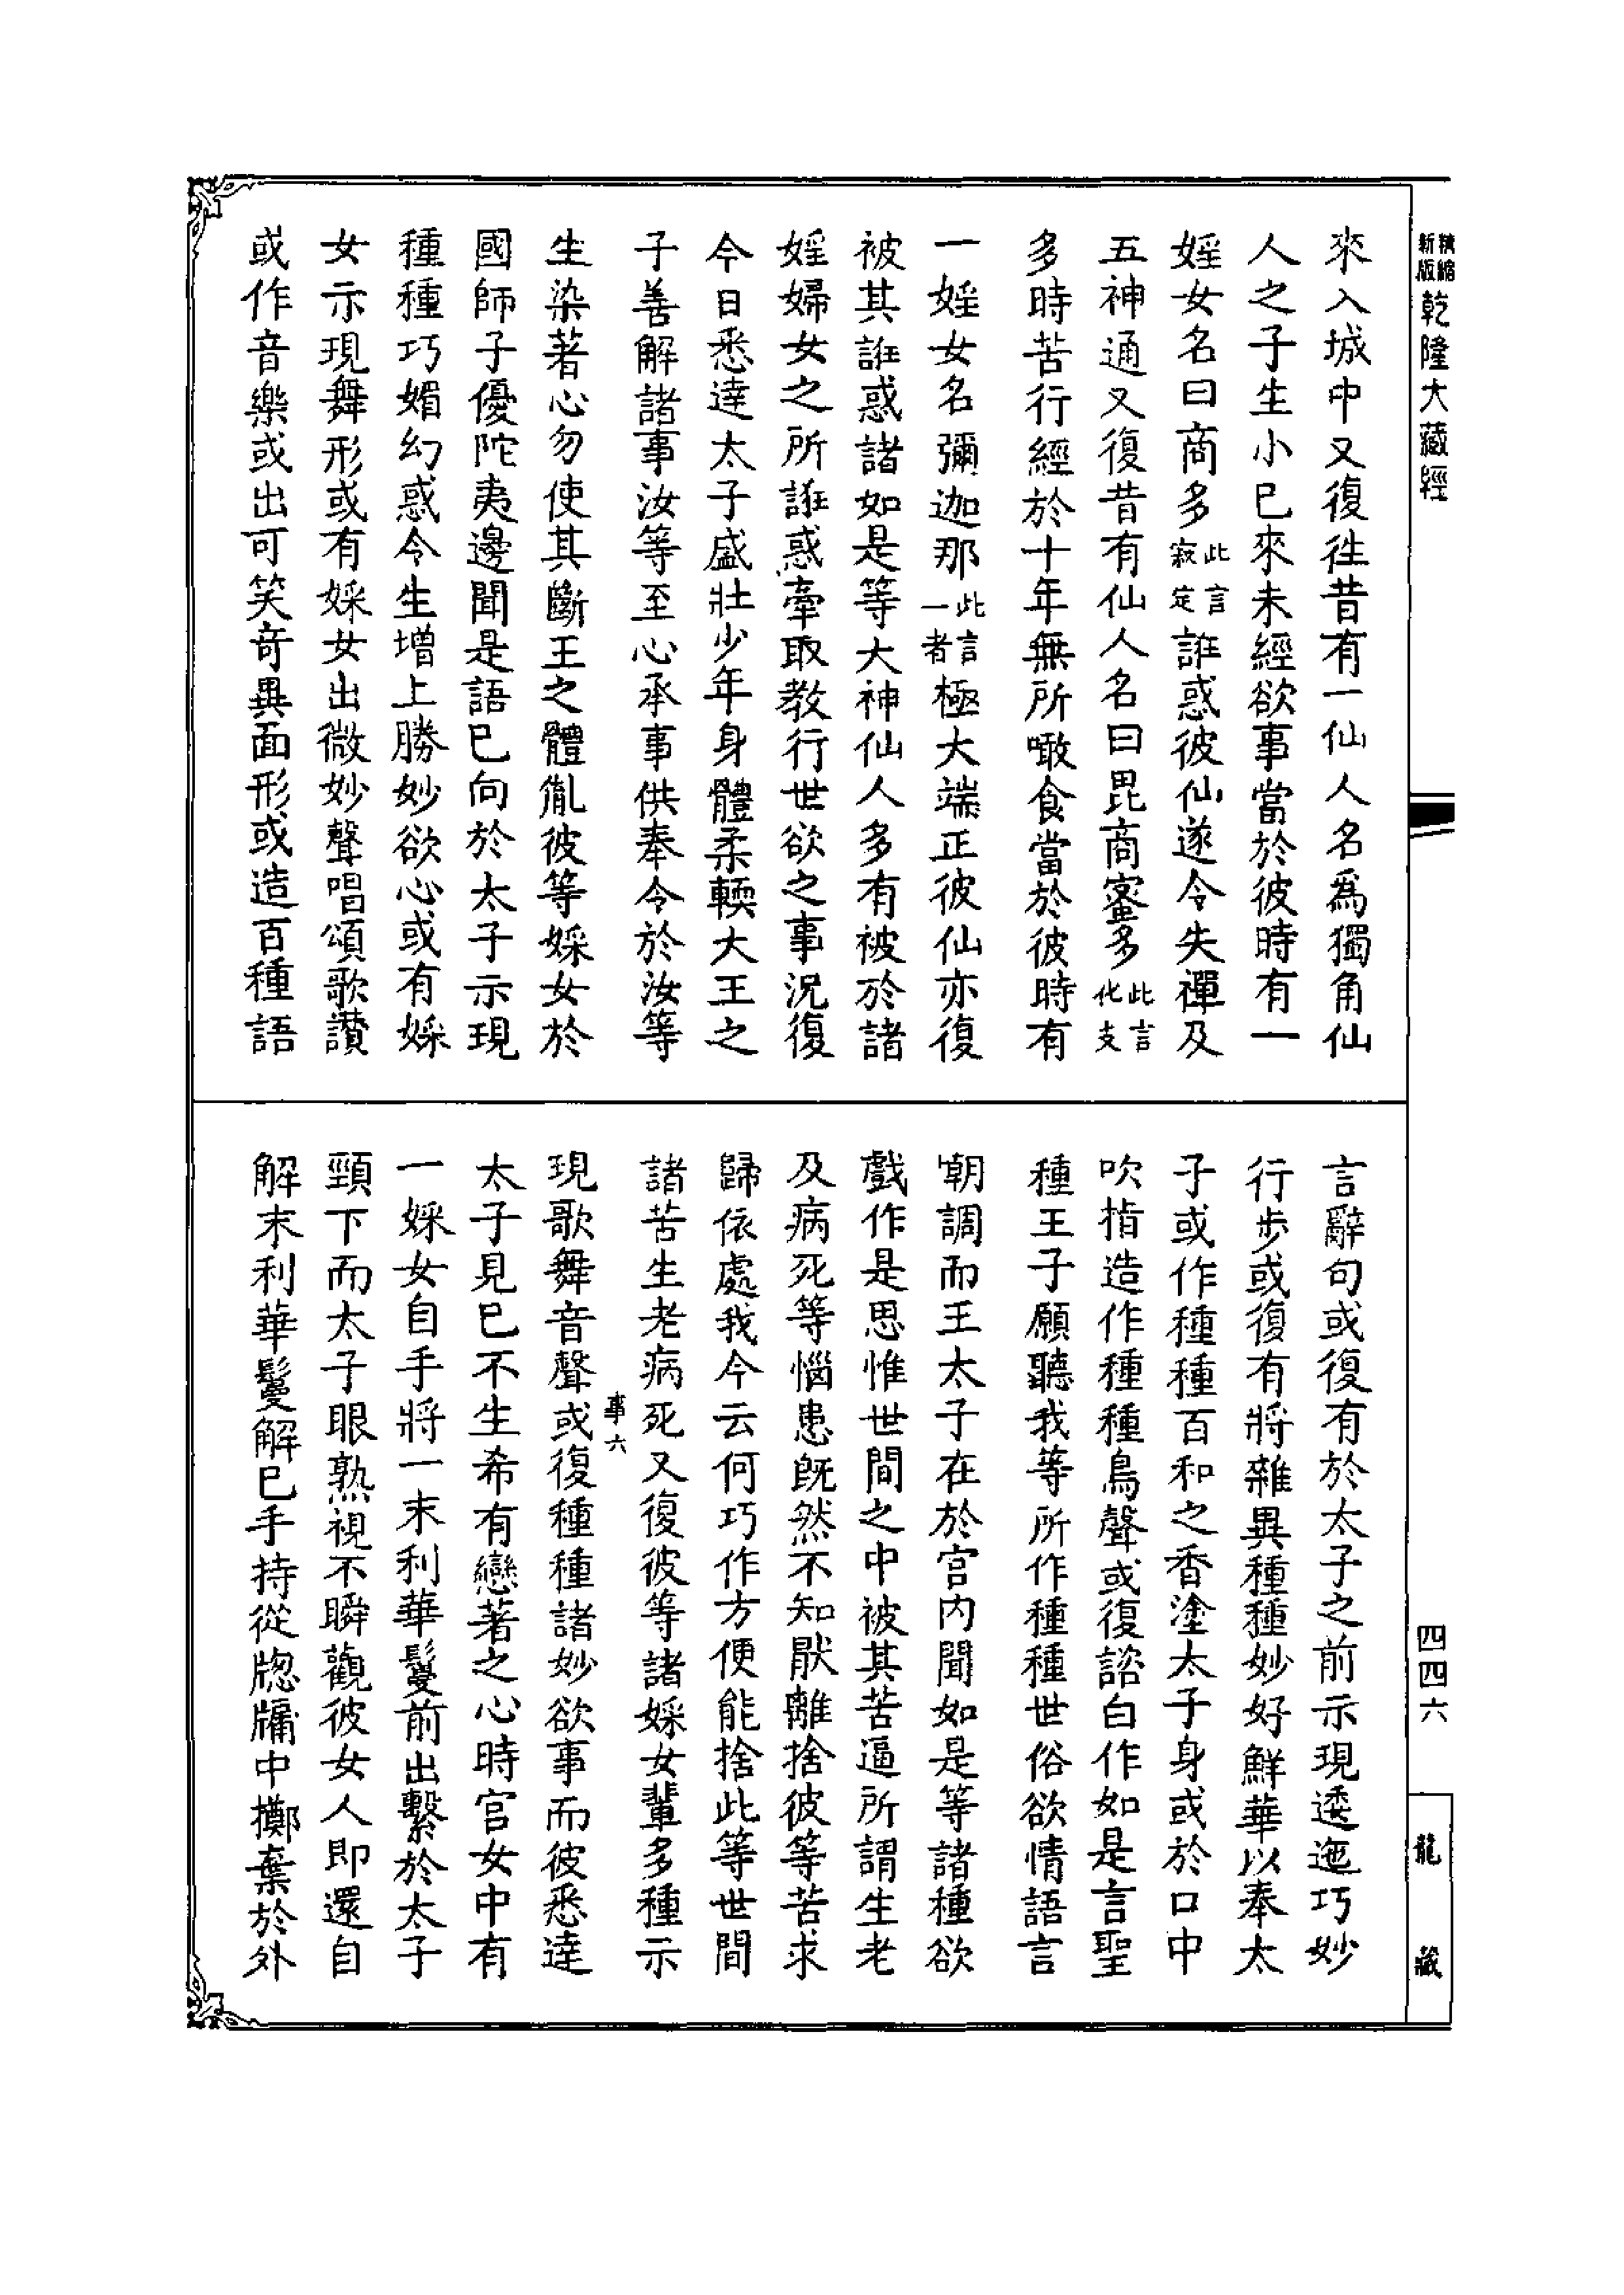 精縮
新版
乾隆大藏經
來入城中又復往昔有一仙人名爲獨角仙
人之子生小已來未經欲事當於彼時有一
婬女名曰商多此言寂定誑惑彼仙遂令失禪及
五神通又復昔有仙人名曰毘商蜜多此言化支
多時苦行經於十年無所噉食當於彼時有
一婬女名彌迦那此言一者極大端正彼仙亦復
被其誑惑諸如是等大神仙人多有被於諸
婬婦女之所誑惑牽取教行世欲之事況復
今日悉達太子盛壯少年身體柔輭大王之
子善解諸事汝等至心承事供奉令於汝等
生染著心勿使其斷王之體胤彼等婇女於
國師子優陀夷邊聞是語已向於太子示現
種種巧媚幻惑令生增上勝妙欲心或有婇
女示現舞形或有婇女出微妙聲唱頌歌讚
或作音樂或出可笑奇異面形或造百種語
言辭句或復有於太子之前示現逶迤巧妙
行步或復有將雜異種種妙好鮮華以奉太
子或作種種百和之香塗太子身或於口中
吹指造作種種鳥聲或復諮白作如是言聖
種王子願聽我等所作種種世俗欲情語言
嘲調而王太子在於宮內聞如是等諸種欲
戲作是思惟世間之中被其苦逼所謂生老
及病死等惱患既然不知猒離捨彼等苦求
歸依處我今云何巧作方便能捨此等世間
諸苦生老病死又復彼等諸婇女輩多種示
事六
現歌舞音聲或復種種諸妙欲事而彼悉達
太子見已不生希有戀著之心時宮女中有
一婇女自手將一末利華鬘前出繫於太子
頸下而太子眼熟視不瞬觀彼女人即還自
解末利華鬘解已手持從牎牖中擲棄於外
四四六
龍藏